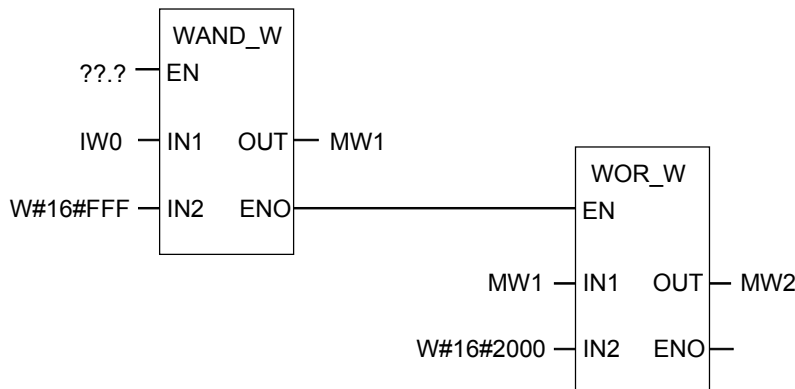 WAND_W
??.? EN
IW0 IN1 OUT MW1
W#16#FFF IN2 ENO
WOR_W
EN
MW1 IN1 OUT MW2
W#16#2000 IN2 ENO